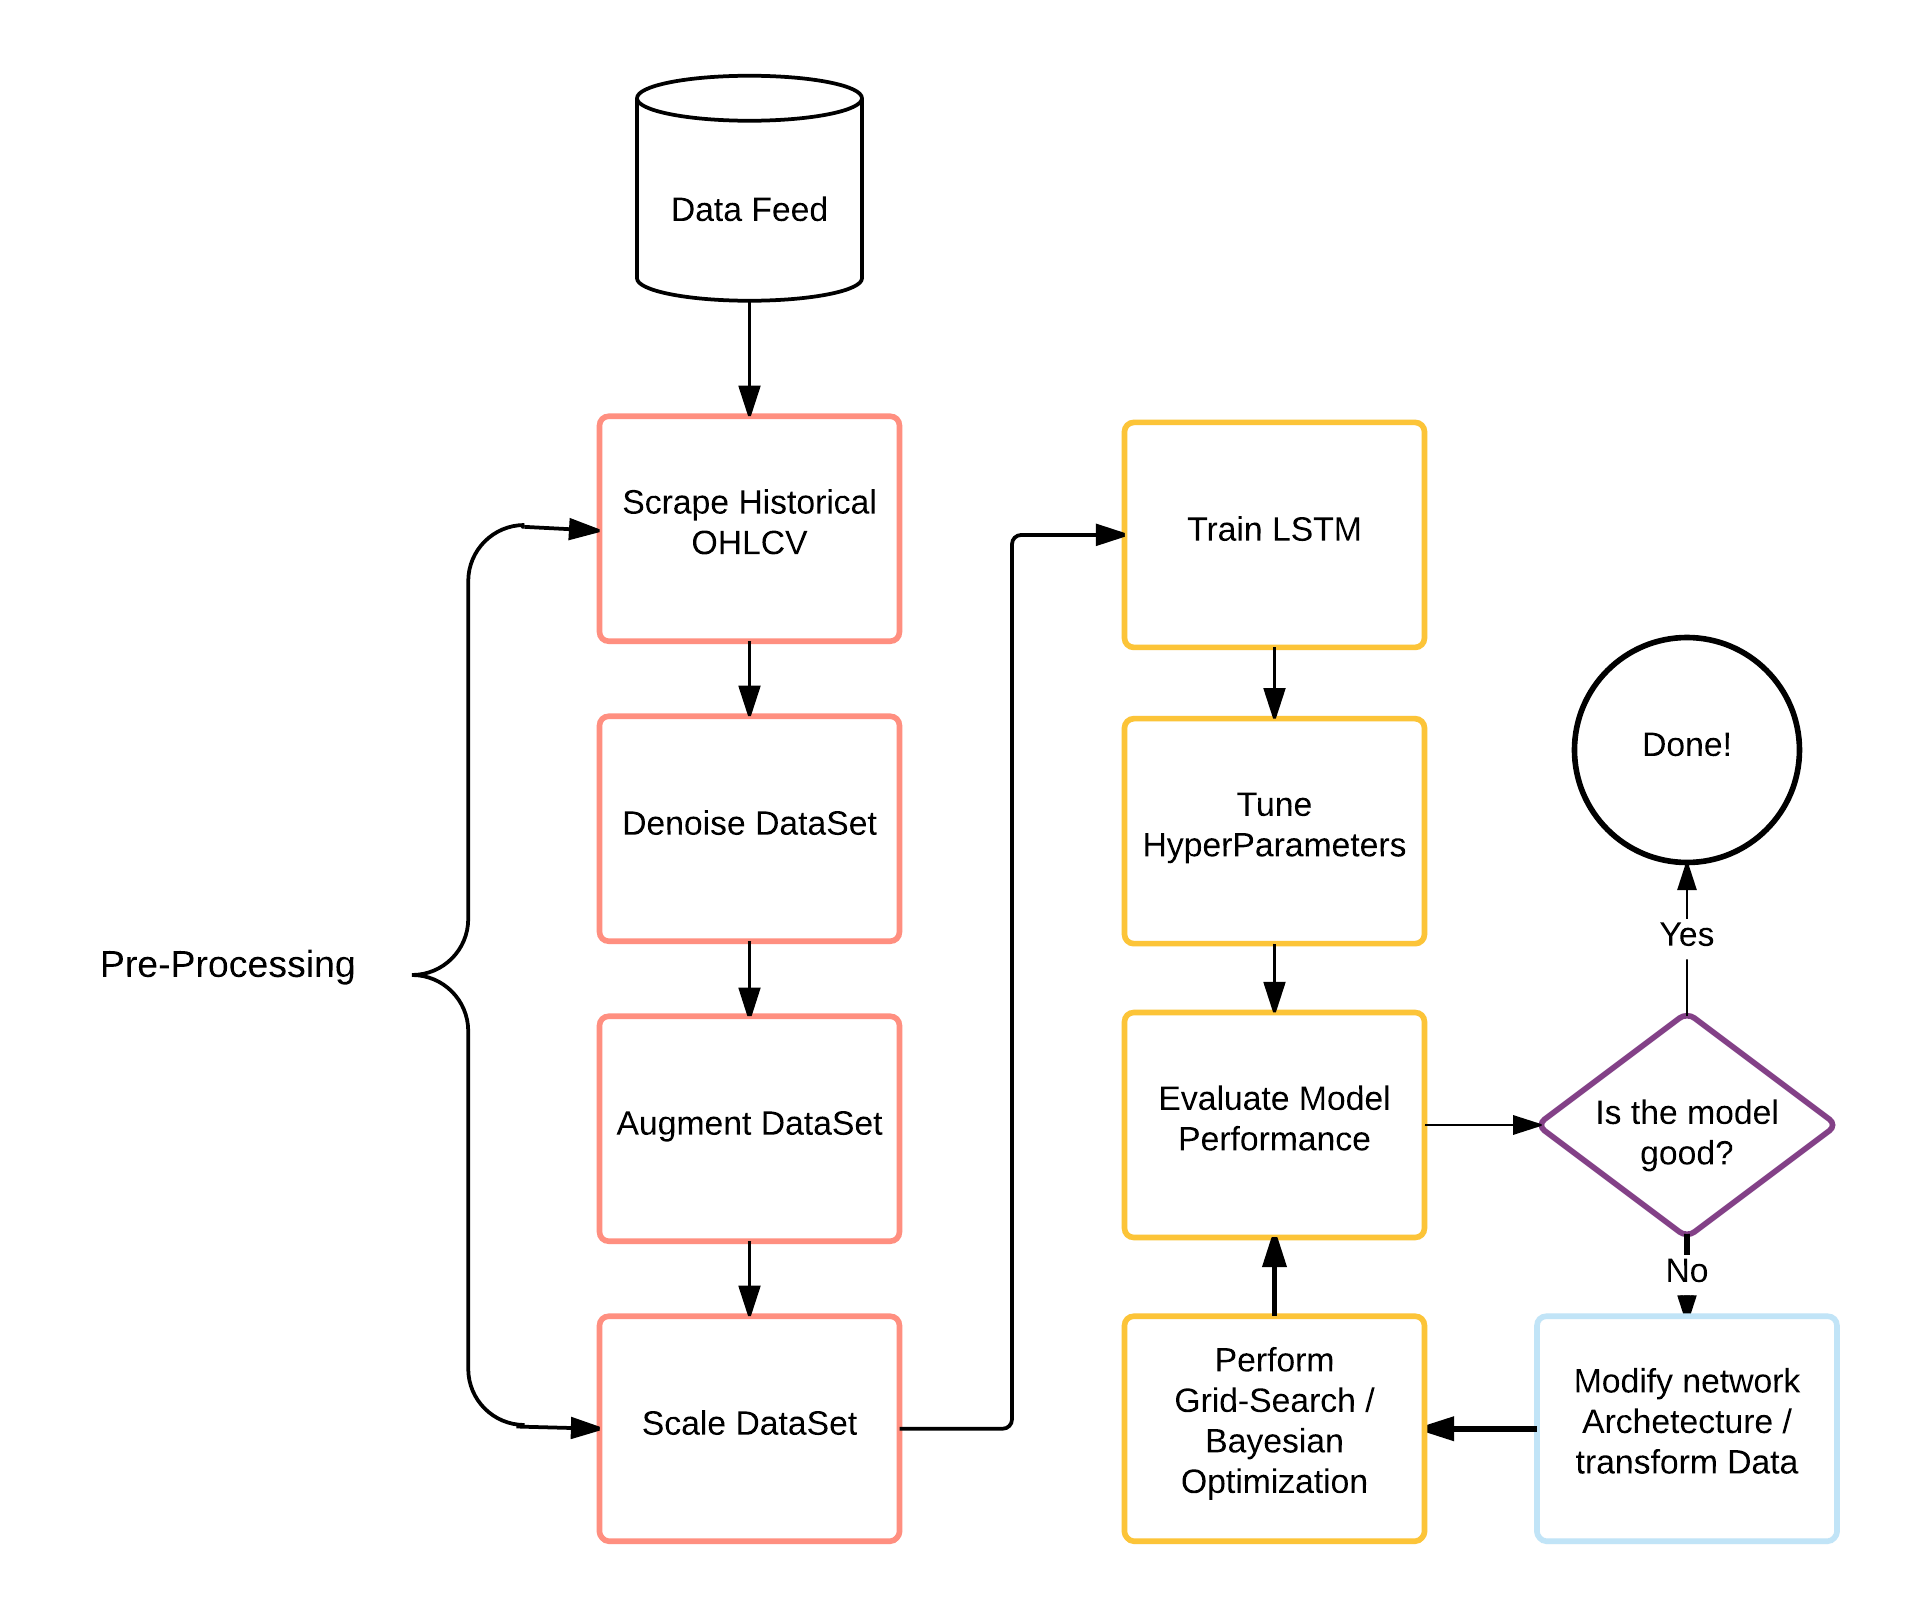 Data Feed
Scrape Historical
OHLCV
Denoise DataSet
Pre-Processing
Augment DataSet
Scale DataSet
Train LSTM
Tune
HyperParameters
Evaluate Model
Performance
Perform
Grid-Search /
Bayesian
Optimization
Done!
Yes
Is the model
good?
No
Modify network
Archetecture /
transform Data